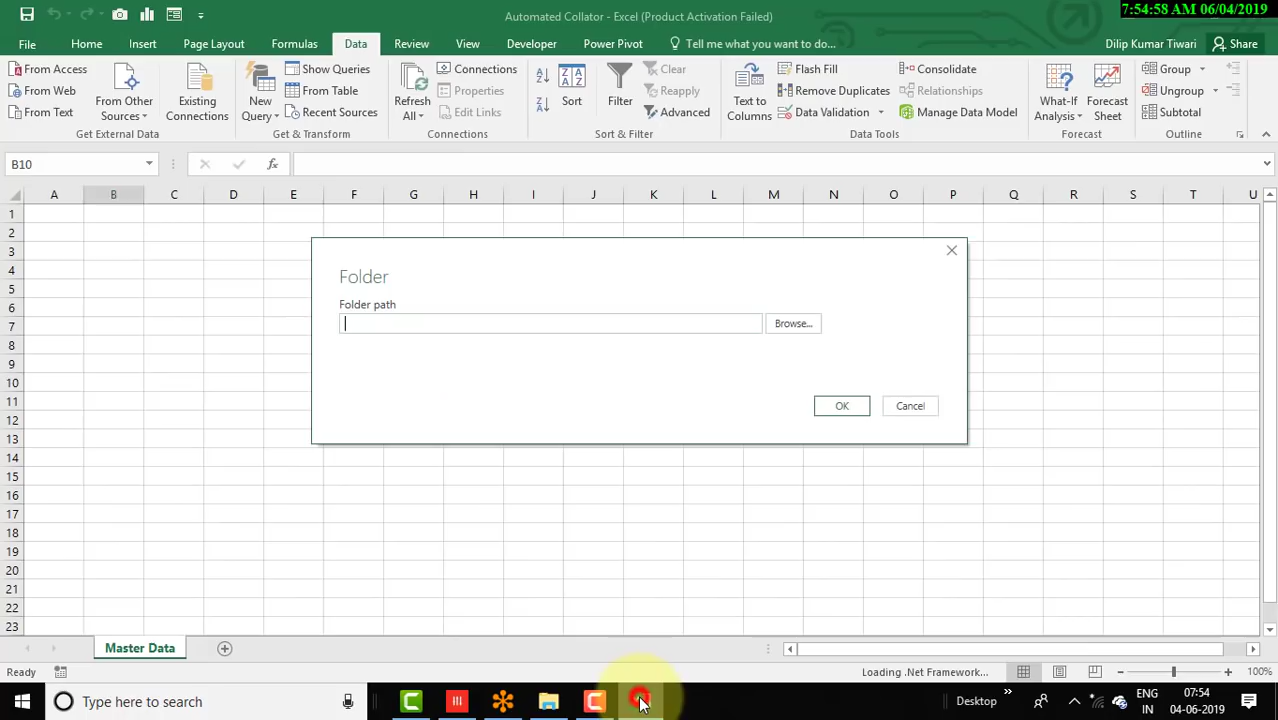 Automated Collator - Excel (Product Activation Failed)
7:54:58 AM 06/04/2019
File Home Insert Page Layout Formulas Data Review View Developer Power Pivot Tell me what you want to do... Dilip Kumar Tiwari Share
From Access
From Web
From Text
From Other Sources
Existing Connections
Get External Data
New Query
Show Queries
From Table
Recent Sources
Get & Transform
Refresh All
Connections
Properties
Edit Links
Connections
Sort
Filter
Clear
Reapply
Advanced
Sort & Filter
Text to Columns
Flash Fill
Remove Duplicates
Data Validation
Consolidate
Relationships
Manage Data Model
Data Tools
What-If Analysis
Forecast Sheet
Forecast
Group
Ungroup
Subtotal
Outline
B10 fx
A B C D E F G H I J K L M N O P Q R S T U
1
2
3
4
5
6
7
8
9
10
11
12
13
14
15
16
17
18
19
20
21
22
23
Folder
Folder path
Browse...
OK Cancel
Master Data
Ready Loading .Net Framework... 100%
Type here to search Desktop ENG IN 07:54 04-06-2019